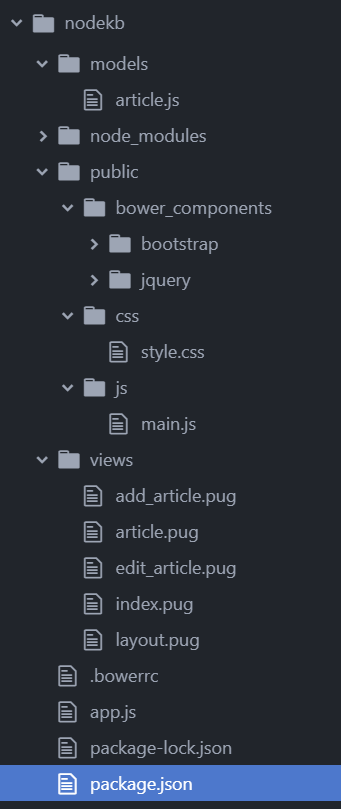 nodekb
models
article.js
node_modules
public
bower_components
bootstrap
jquery
css
style.css
js
main.js
views
add_article.pug
article.pug
edit_article.pug
index.pug
layout.pug
.bowerrc
app.js
package-lock.json
package.json